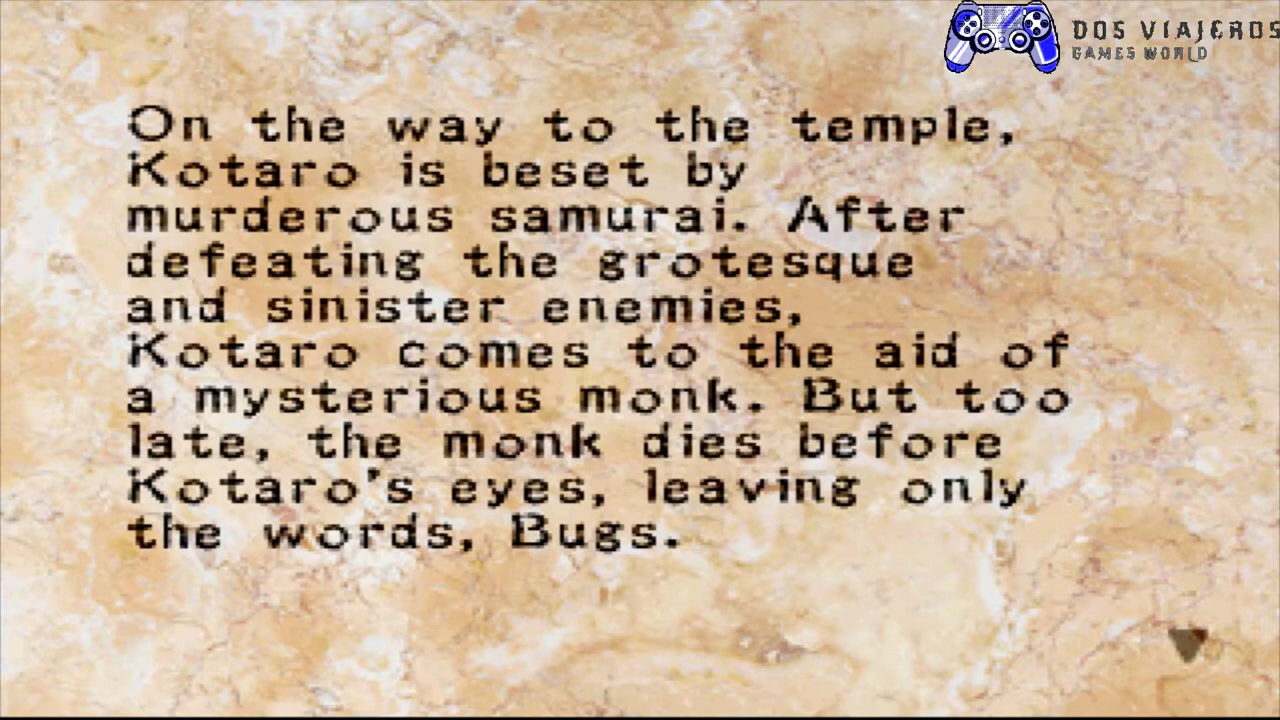 DOS VIAJEROS
GAMES WORLD
On the way to the temple,
Kotaro is beset by
murderous samurai. After
defeating the grotesque
and sinister enemies,
Kotaro comes to the aid of
a mysterious monk. But too
late, the monk dies before
Kotaro's eyes, leaving only
the words, Bugs.